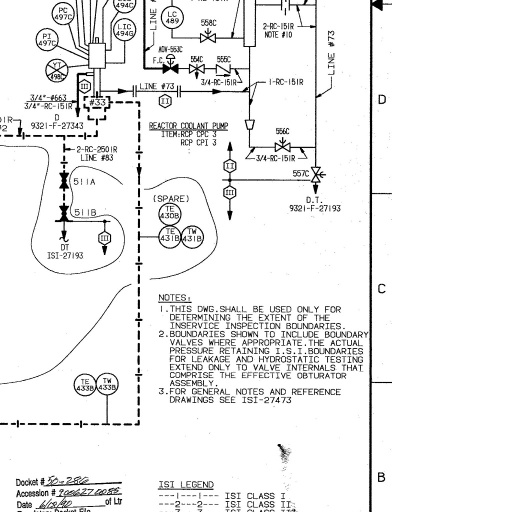 PC
497C
494C
LIC
494G
PI
497C
YT
498C
LC
489
558C
LINE #
2-RC-151R
NOTE #10
LINE #73
AOV-553C
F.C.
554C
555C
3/4-RC-151R
LINE #73
1-RC-151R
3/4"-#663
3/4"-RC-151R
#33
D
9321-F-27343
III
II
REACTOR COOLANT PUMP
ITEM:RCP CPC 3
RCP CPI 3
556C
3/4-RC-151R
557C
II
III
D.T.
9321-F-27193
D
2-RC-2501R
LINE #83
511A
511B
III
DT
ISI-27193
(SPARE)
TE
430B
TE
431B
TW
431B
C
NOTES:
1.THIS DWG.SHALL BE USED ONLY FOR
DETERMINING THE EXTENT OF THE
INSERVICE INSPECTION BOUNDARIES.
2.BOUNDARIES SHOWN TO INCLUDE BOUNDARY
VALVES WHERE APPROPRIATE.THE ACTUAL
PRESSURE RETAINING I.S.I.BOUNDARIES
FOR LEAKAGE AND HYDROSTATIC TESTING
EXTEND ONLY TO VALVE INTERNALS THAT
COMPRISE THE EFFECTIVE OBTURATOR
ASSEMBLY.
3.FOR GENERAL NOTES AND REFERENCE
DRAWINGS SEE ISI-27473
TE
433B
TW
433B
B
Docket # 50-286
Accession # 9006270085
Date 6/19/90 of Ltr
ISI LEGEND
---1---1--- ISI CLASS I
---2---2--- ISI CLASS II